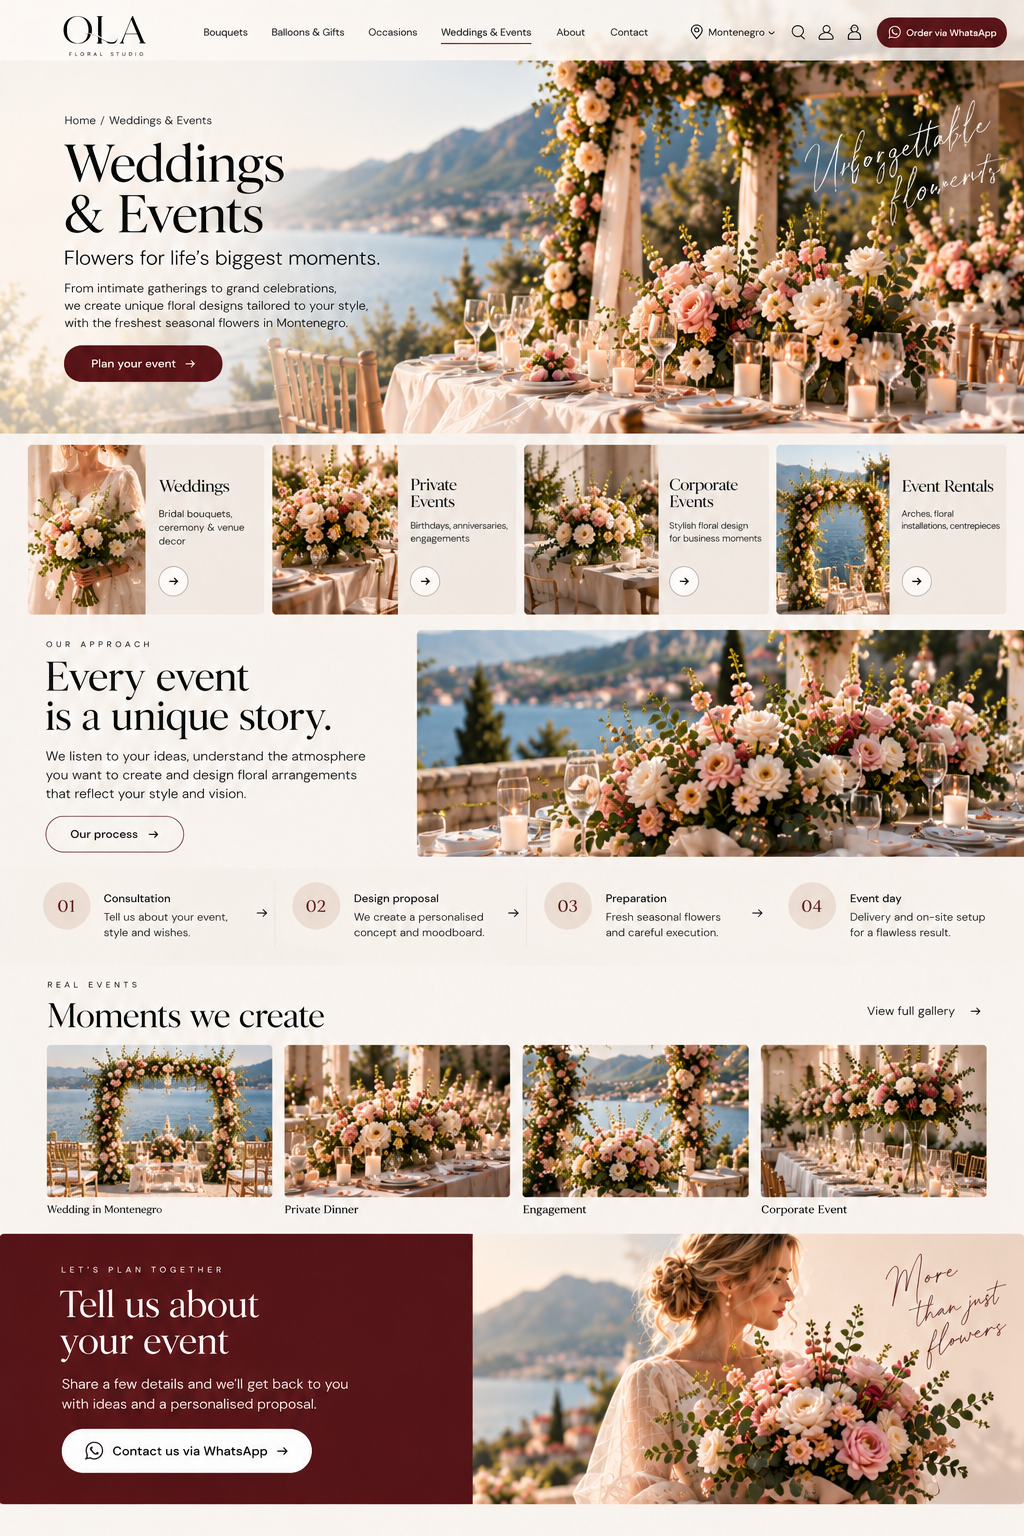 OLA
FLORAL STUDIO
Bouquets
Balloons & Gifts
Occasions
Weddings & Events
About
Contact
Montenegro
Order via WhatsApp
Home / Weddings & Events
Weddings
& Events
Flowers for life's biggest moments.
From intimate gatherings to grand celebrations,
we create unique floral designs tailored to your style,
with the freshest seasonal flowers in Montenegro.
Plan your event →
Weddings
Bridal bouquets,
ceremony & venue
decor
→
Private
Events
Birthdays, anniversaries,
engagements
→
Corporate
Events
Stylish floral design
for business moments
→
Event Rentals
Arches, floral
installations, centrepieces
→
OUR APPROACH
Every event
is a unique story.
We listen to your ideas, understand the atmosphere
you want to create and design floral arrangements
that reflect your style and vision.
Our process →
01
Consultation
Tell us about your event,
style and wishes.
→
02
Design proposal
We create a personalised
concept and moodboard.
→
03
Preparation
Fresh seasonal flowers
and careful execution.
→
04
Event day
Delivery and on-site setup
for a flawless result.
REAL EVENTS
Moments we create
View full gallery →
Wedding in Montenegro
Private Dinner
Engagement
Corporate Event
LET'S PLAN TOGETHER
Tell us about
your event
Share a few details and we'll get back to you
with ideas and a personalised proposal.
Contact us via WhatsApp →
More
than just
flowers